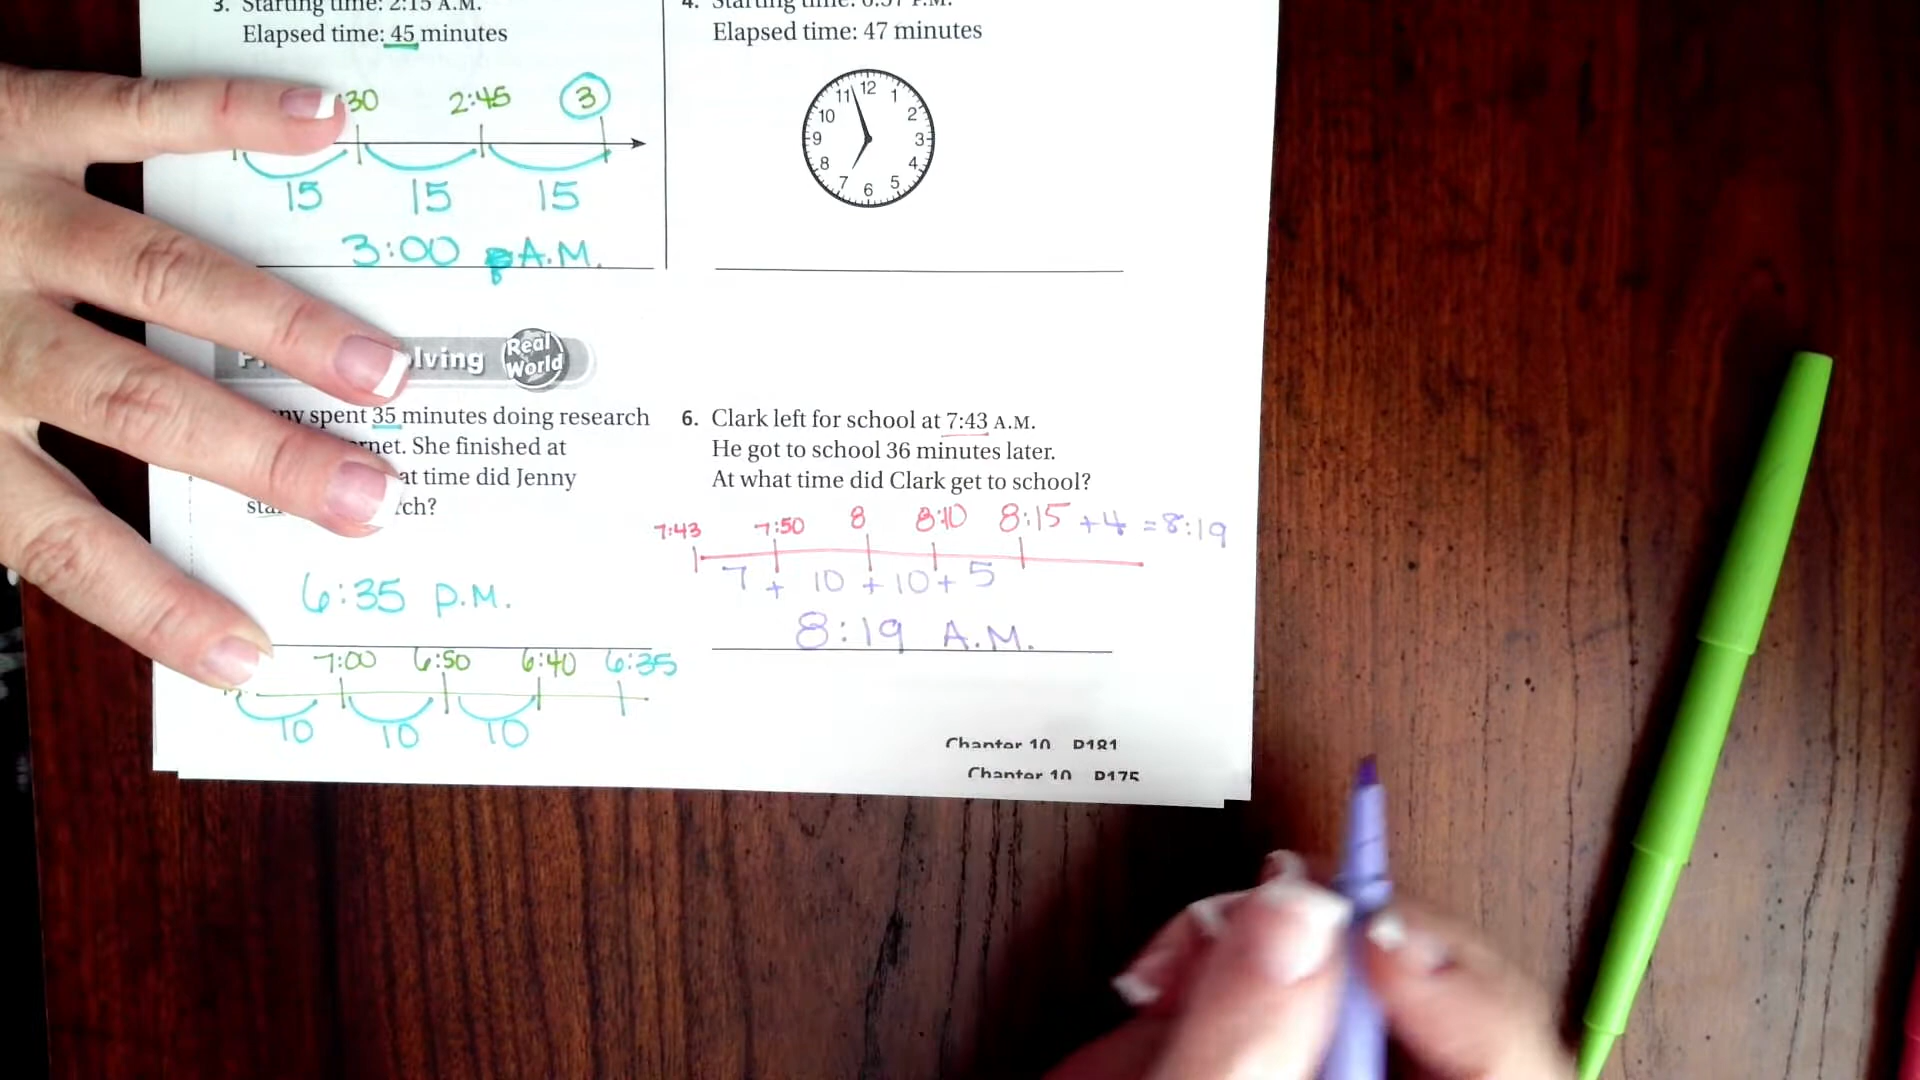 3. Starting time: 2:15 A.M.
Elapsed time: 45 minutes
:30 2:45 3
15 15 15
3:00 A.M.
4. Starting time: 6:57 P.M.
Elapsed time: 47 minutes
12 1 2 3 4 5 6 7 8 9 10 11
lving
Real
World
ny spent 35 minutes doing research
rnet. She finished at
at time did Jenny
sta rch?
6:35 P.M.
7:00 6:50 6:40 6:35
10 10 10
6. Clark left for school at 7:43 A.M.
He got to school 36 minutes later.
At what time did Clark get to school?
7:43 7:50 8 8:10 8:15 +4 =8:19
7 + 10 + 10 + 5
8:19 A.M.
Chapter 10 P181
Chapter 10 P175